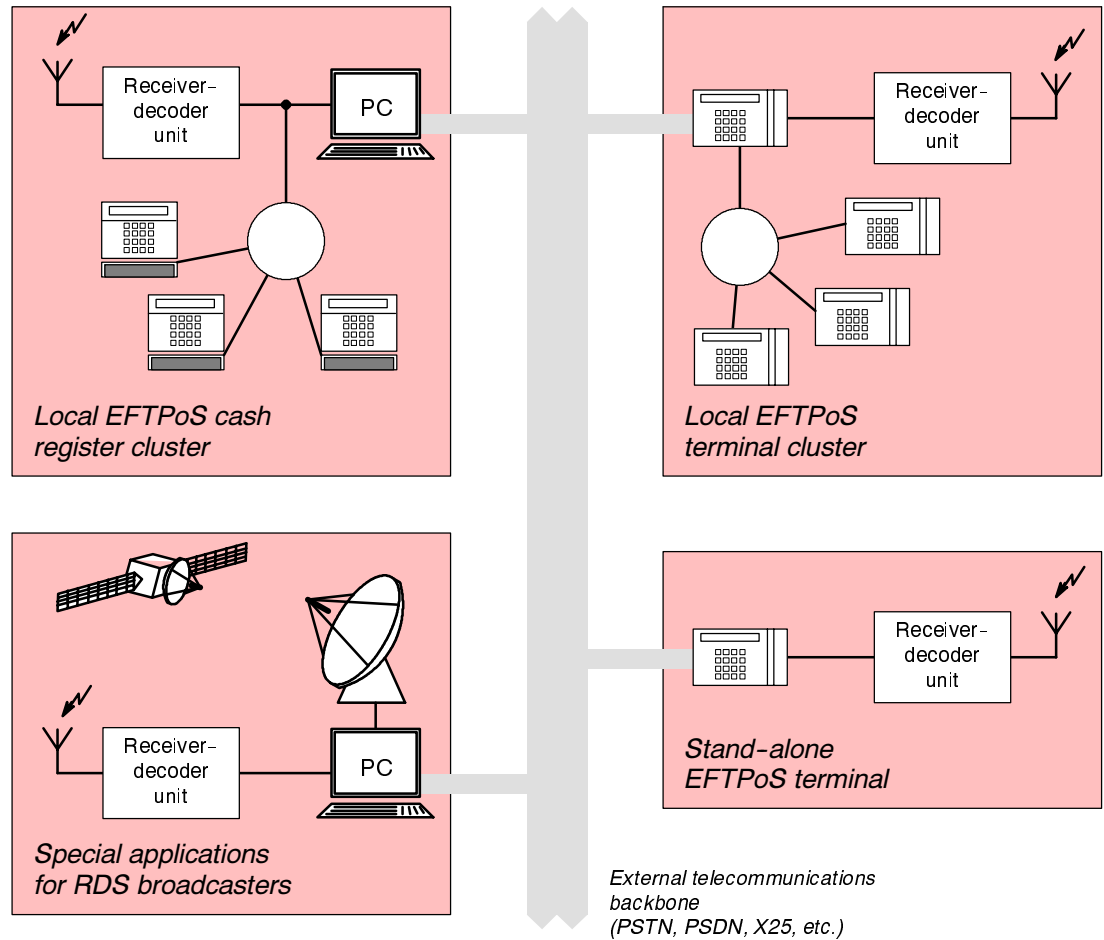 Receiver-
decoder
unit
PC
Local EFTPoS cash
register cluster
Receiver-
decoder
unit
Local EFTPoS
terminal cluster
Receiver-
decoder
unit
PC
Special applications
for RDS broadcasters
Receiver-
decoder
unit
Stand-alone
EFTPoS terminal
External telecommunications
backbone
(PSTN, PSDN, X25, etc.)